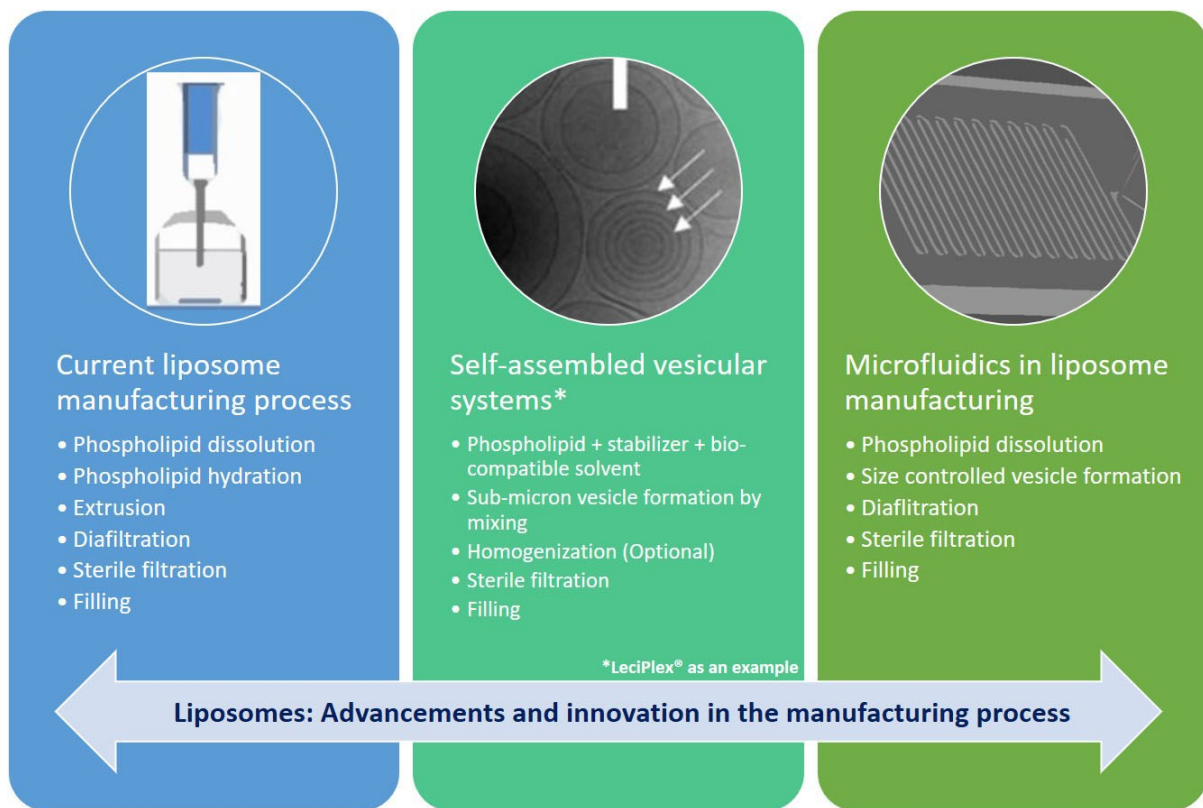 Current liposome
manufacturing process
• Phospholipid dissolution
• Phospholipid hydration
• Extrusion
• Diafiltration
• Sterile filtration
• Filling
Self-assembled vesicular
systems*
• Phospholipid + stabilizer + bio-
compatible solvent
• Sub-micron vesicle formation by
mixing
• Homogenization (Optional)
• Sterile filtration
• Filling
*LeciPlex® as an example
Microfluidics in liposome
manufacturing
• Phospholipid dissolution
• Size controlled vesicle formation
• Diaflitration
• Sterile filtration
• Filling
Liposomes: Advancements and innovation in the manufacturing process